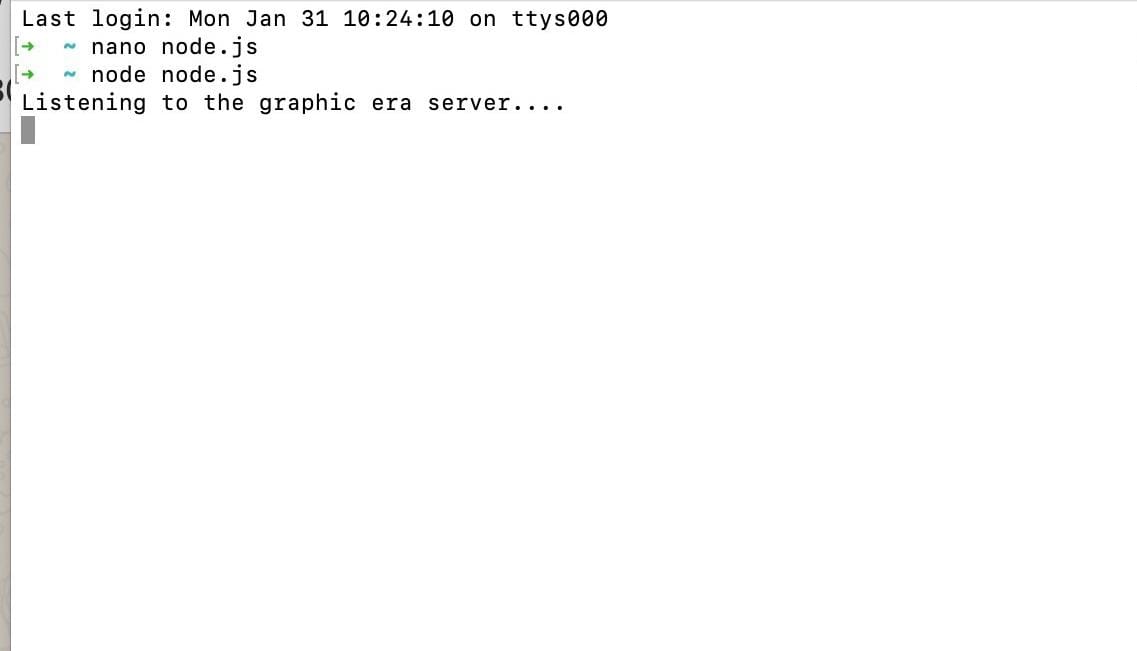 Last login: Mon Jan 31 10:24:10 on ttys000
[➜  ~ nano node.js
[➜  ~ node node.js
Listening to the graphic era server....